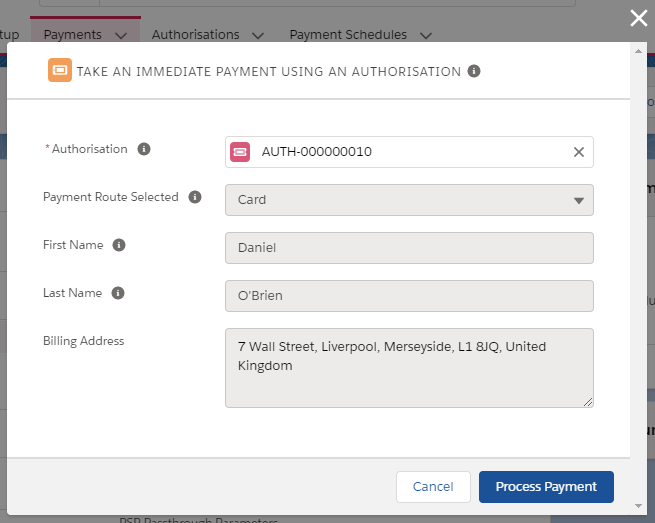 tup
Payments
Authorisations
Payment Schedules
TAKE AN IMMEDIATE PAYMENT USING AN AUTHORISATION
* Authorisation
AUTH-000000010
Payment Route Selected
Card
First Name
Daniel
Last Name
O'Brien
Billing Address
7 Wall Street, Liverpool, Merseyside, L1 8JQ, United
Kingdom
Cancel
Process Payment
PSP Passthrough Parameters